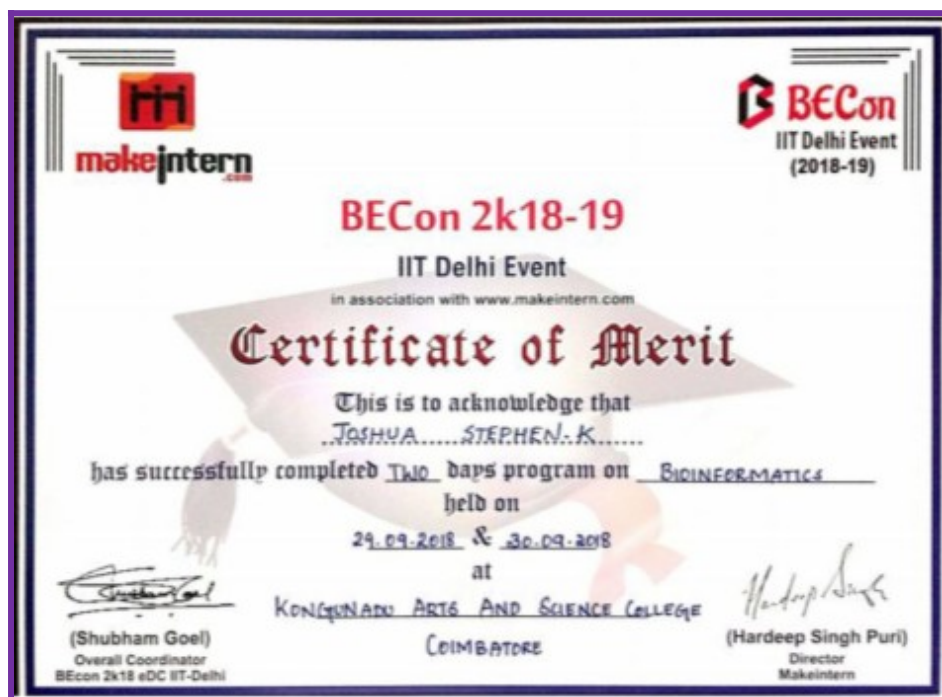 makeintern
.com
BECon
IIT Delhi Event
(2018-19)
BECon 2k18-19
IIT Delhi Event
in association with www.makeintern.com
Certificate of Merit
This is to acknowledge that
JOSHUA STEPHEN-K
has successfully completed TWO days program on BIOINFORMATICS
held on
29.09.2018 & 30.09.2018
at
KONGUNADU ARTS AND SCIENCE COLLEGE
COIMBATORE
(Shubham Goel)
Overall Coordinator
BEcon 2k18 eDC IIT-Delhi
Hardeep Singh
(Hardeep Singh Puri)
Director
Makeintern